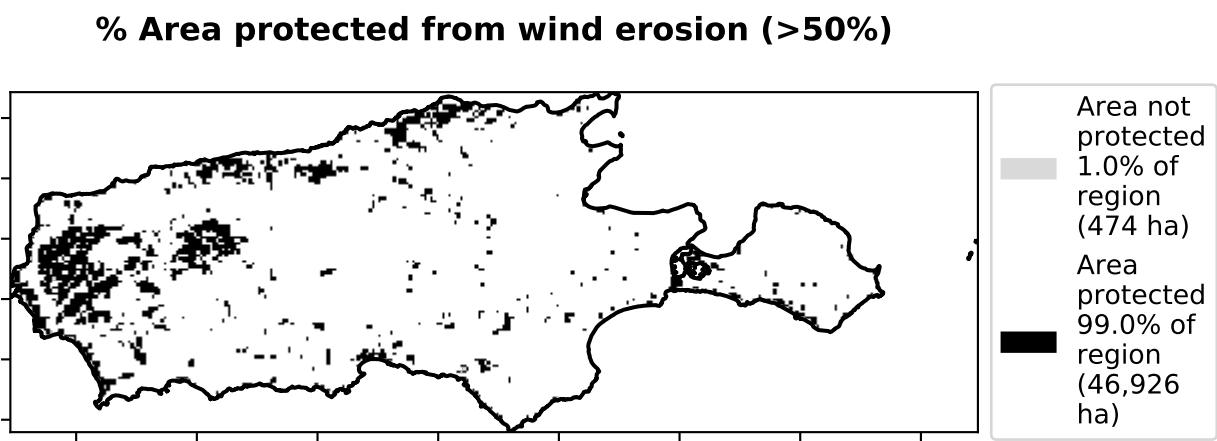 % Area protected from wind erosion (>50%)
Area not
protected
1.0% of
region
(474 ha)
Area
protected
99.0% of
region
(46,926
ha)